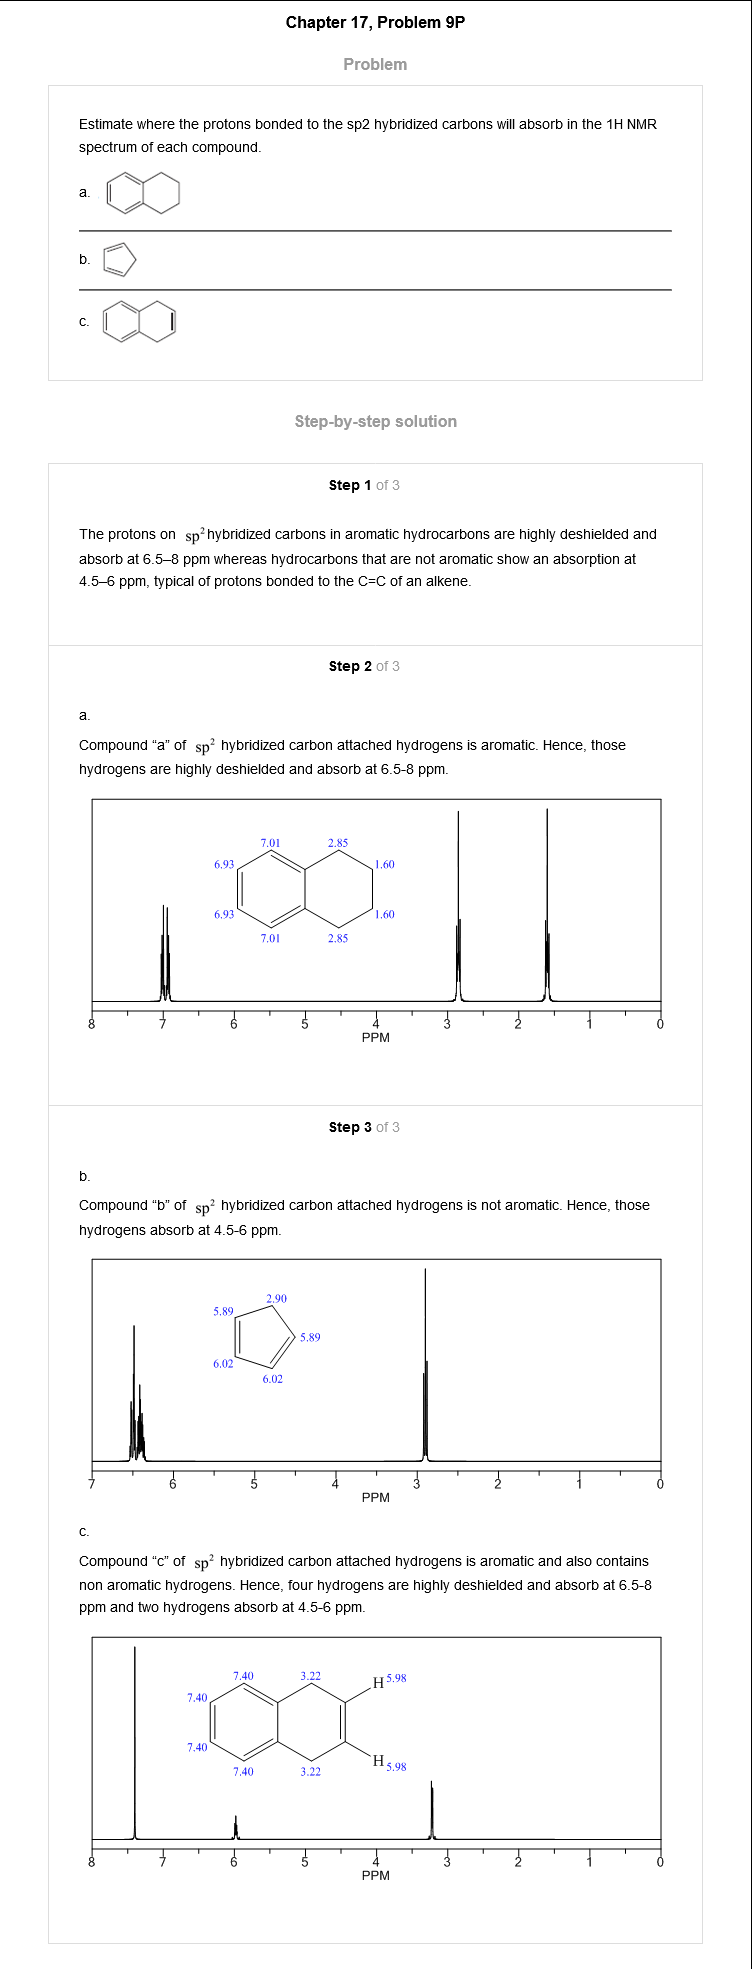 Chapter 17, Problem 9P
Problem
Estimate where the protons bonded to the sp2 hybridized carbons will absorb in the 1H NMR
spectrum of each compound.
a.
b.
c.
Step-by-step solution
Step 1 of 3
The protons on sp² hybridized carbons in aromatic hydrocarbons are highly deshielded and
absorb at 6.5–8 ppm whereas hydrocarbons that are not aromatic show an absorption at
4.5–6 ppm, typical of protons bonded to the C=C of an alkene.
Step 2 of 3
a.
Compound “a” of sp² hybridized carbon attached hydrogens is aromatic. Hence, those
hydrogens are highly deshielded and absorb at 6.5-8 ppm.
7.01 2.85
6.93 1.60
6.93 1.60
7.01 2.85
8 7 6 5 4 3 2 1 0
PPM
Step 3 of 3
b.
Compound “b” of sp² hybridized carbon attached hydrogens is not aromatic. Hence, those
hydrogens absorb at 4.5-6 ppm.
2.90
5.89
5.89
6.02
6.02
7 6 5 4 3 2 1 0
PPM
c.
Compound “c” of sp² hybridized carbon attached hydrogens is aromatic and also contains
non aromatic hydrogens. Hence, four hydrogens are highly deshielded and absorb at 6.5-8
ppm and two hydrogens absorb at 4.5-6 ppm.
7.40 3.22 H 5.98
7.40
7.40
7.40 3.22 H 5.98
8 7 6 5 4 3 2 1 0
PPM